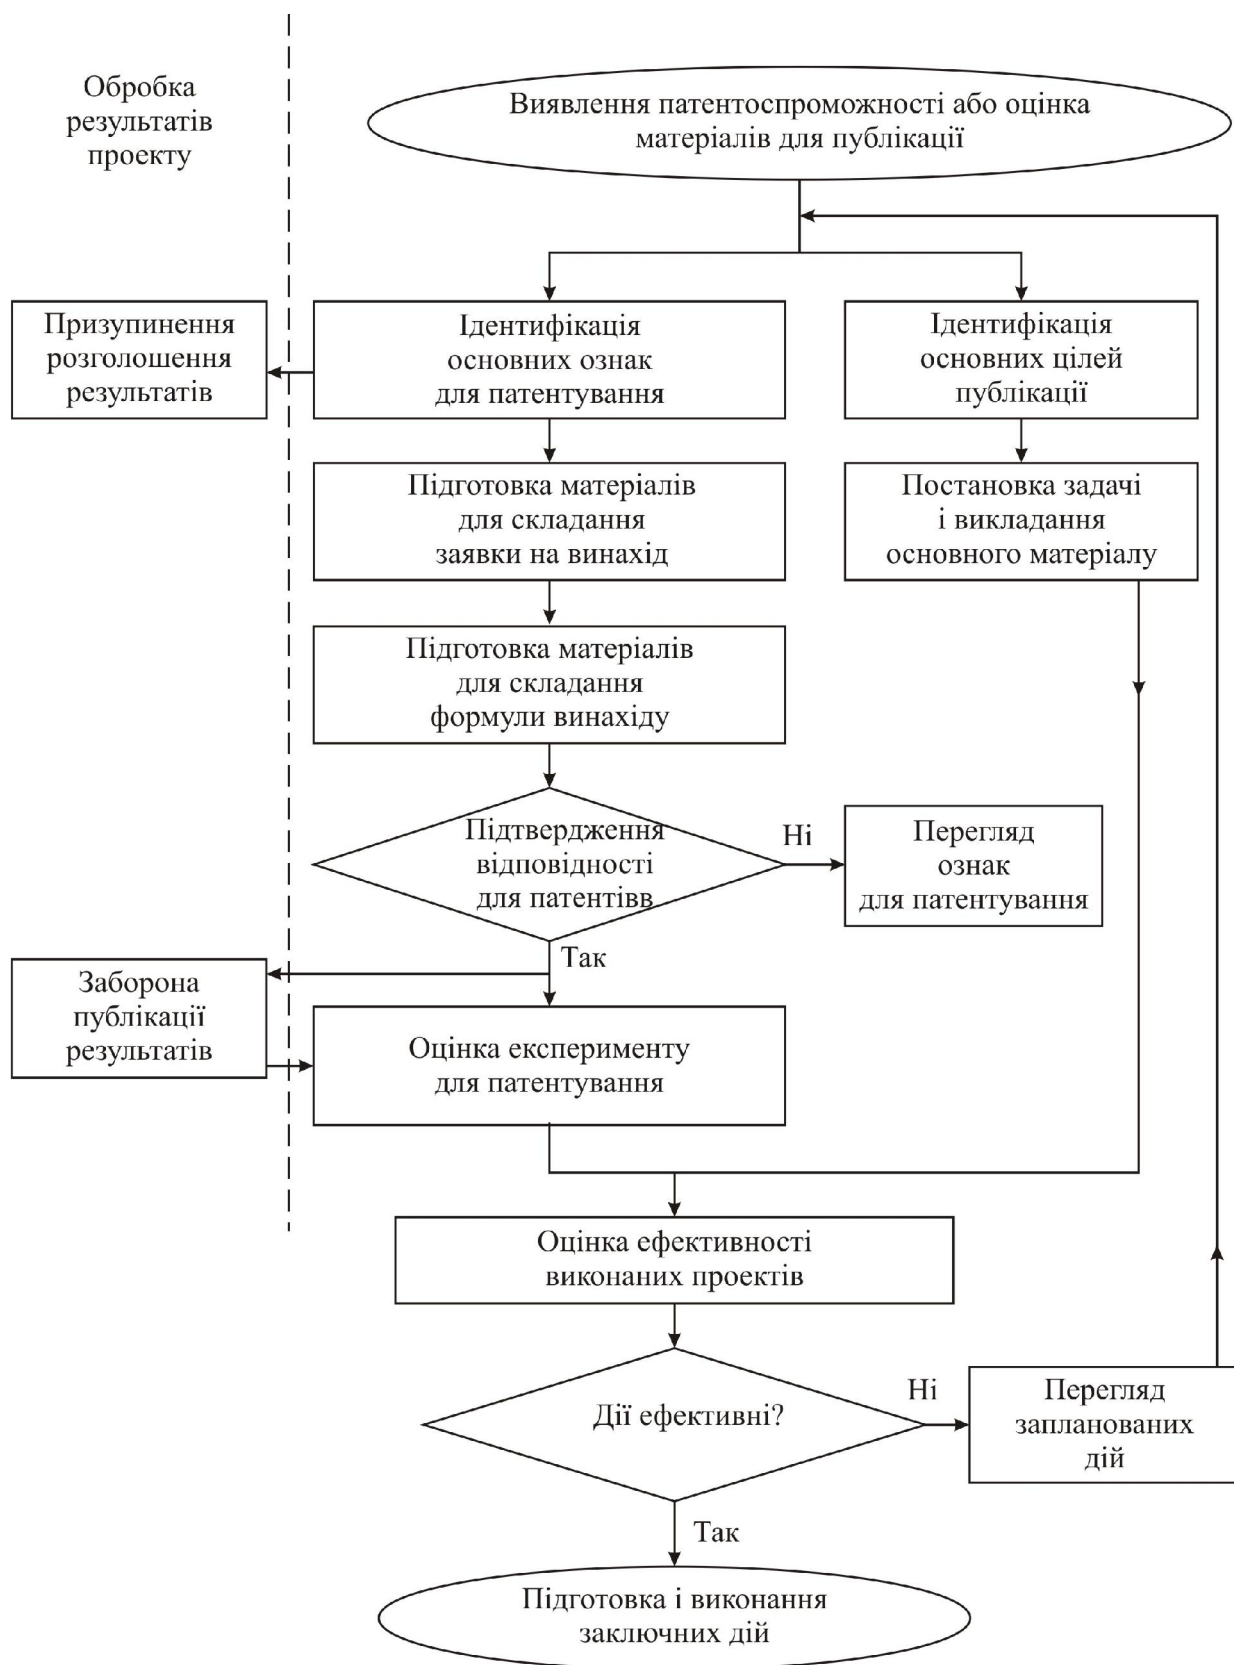 Обробка
результатів
проекту
Виявлення патентоспроможності або оцінка
матеріалів для публікації
Призупинення
розголошення
результатів
Ідентифікація
основних ознак
для патентування
Ідентифікація
основних цілей
публікації
Підготовка матеріалів
для складання
заявки на винахід
Постановка задачі
і викладання
основного матеріалу
Підготовка матеріалів
для складання
формули винахіду
Підтвердження
відповідності
для патентівв
Ні
Перегляд
ознак
для патентування
Так
Заборона
публікації
результатів
Оцінка експерименту
для патентування
Оцінка ефективності
виконаних проектів
Дії ефективні?
Ні
Перегляд
запланованих
дій
Так
Підготовка і виконання
заключних дій